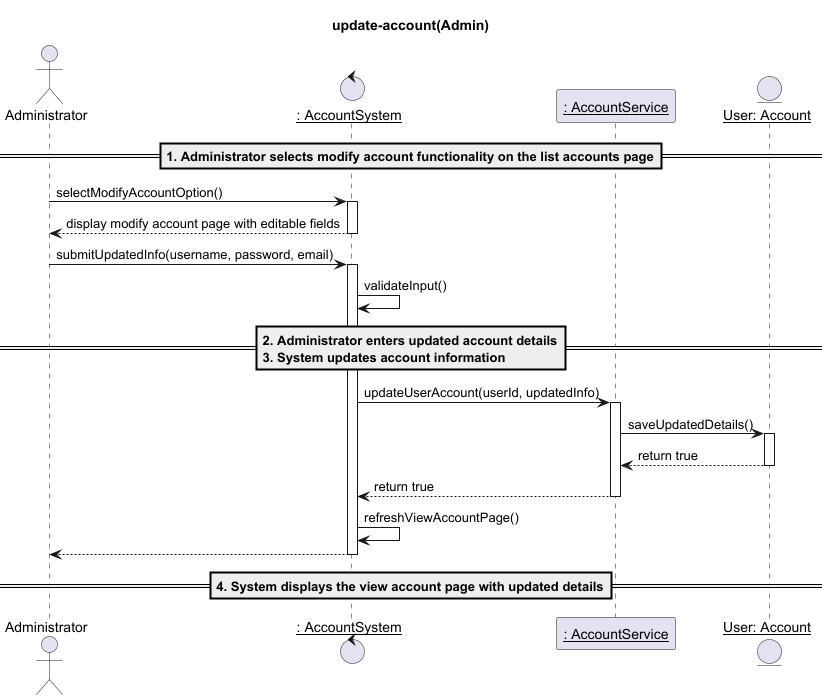 update-account(Admin)
Administrator
: AccountSystem
: AccountService
User: Account
1. Administrator selects modify account functionality on the list accounts page
selectModifyAccountOption()
display modify account page with editable fields
submitUpdatedInfo(username, password, email)
validateInput()
2. Administrator enters updated account details
3. System updates account information
updateUserAccount(userId, updatedInfo)
saveUpdatedDetails()
return true
return true
refreshViewAccountPage()
4. System displays the view account page with updated details
Administrator
: AccountSystem
: AccountService
User: Account